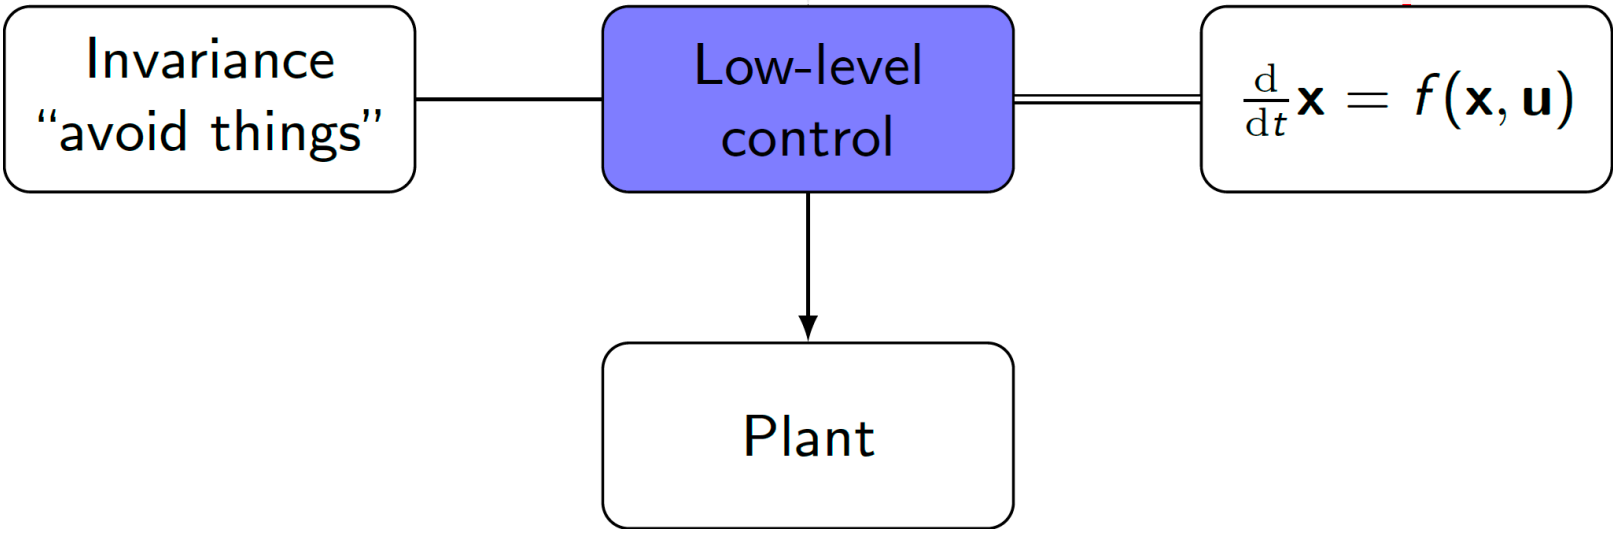 Invariance
“avoid things”
Low-level
control
d/dt x = f(x, u)
Plant